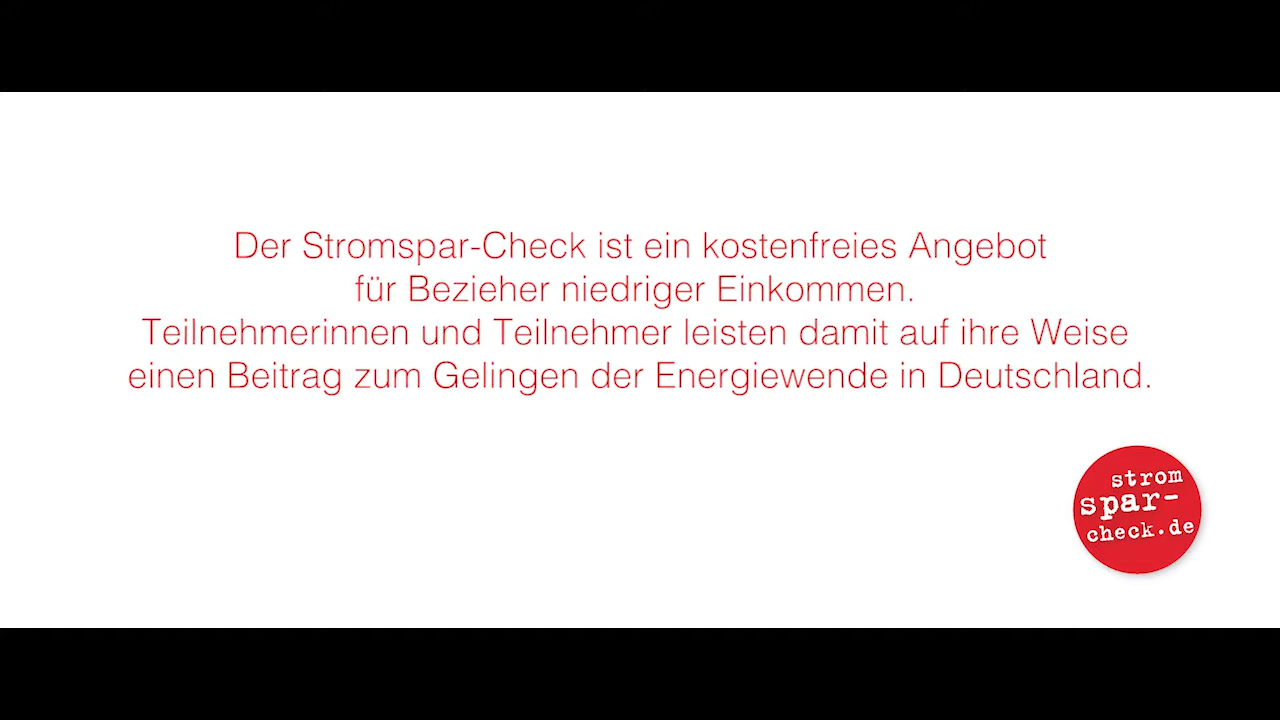 Der Stromspar-Check ist ein kostenfreies Angebot
für Bezieher niedriger Einkommen.
Teilnehmerinnen und Teilnehmer leisten damit auf ihre Weise
einen Beitrag zum Gelingen der Energiewende in Deutschland.
strom
spar-
check.de